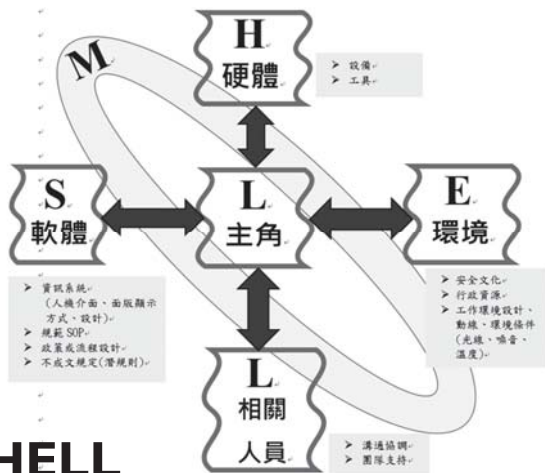 M
H
硬體
➢ 設備
➢ 工具
S
軟體
L
主角
E
環境
➢ 資訊系統
(人機介面、面版顯示
方式、設計)
➢ 規範 SOP
➢ 政策或流程設計
➢ 不成文規定(潛規則)
➢ 安全文化
➢ 行政資源
➢ 工作環境設計、
動線、環境條件
(光線、噪音、
溫度)
L
相關
人員
➢ 溝通協調
➢ 團隊支持
HELL